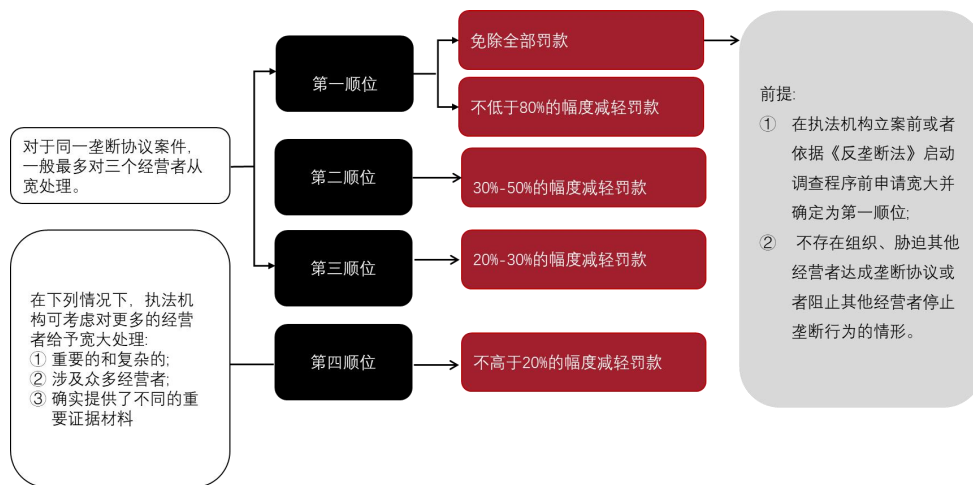 对于同一垄断协议案件，
一般最多对三个经营者从
宽处理。
在下列情况下，执法机
构可考虑对更多的经营
者给予宽大处理:
① 重要的和复杂的;
② 涉及众多经营者;
③ 确实提供了不同的重
要证据材料
第一顺位
第二顺位
第三顺位
第四顺位
免除全部罚款
不低于80%的幅度减轻罚款
30%-50%的幅度减轻罚款
20%-30%的幅度减轻罚款
不高于20%的幅度减轻罚款
前提:
① 在执法机构立案前或者
依据《反垄断法》启动
调查程序前申请宽大并
确定为第一顺位;
② 不存在组织、胁迫其他
经营者达成垄断协议或
者阻止其他经营者停止
垄断行为的情形。